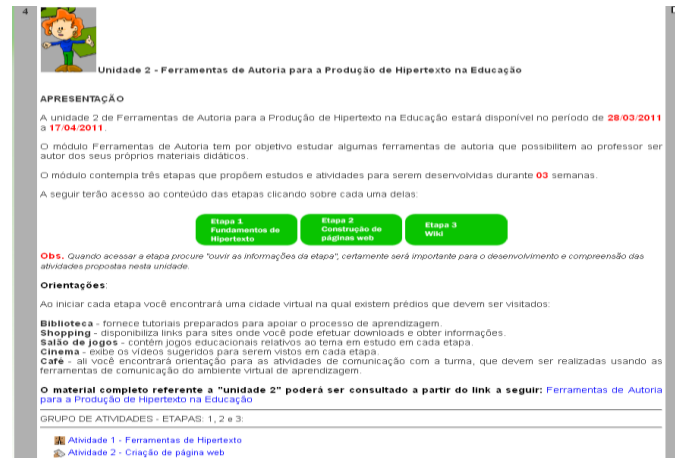 4
Unidade 2 - Ferramentas de Autoria para a Produção de Hipertexto na Educação
APRESENTAÇÃO
A unidade 2 de Ferramentas de Autoria para a Produção de Hipertexto na Educação estará disponível no período de 28/03/2011
a 17/04/2011.
O módulo Ferramentas de Autoria tem por objetivo estudar algumas ferramentas de autoria que possibilitem ao professor ser
autor dos seus próprios materiais didáticos.
O módulo contempla três etapas que propõem estudos e atividades para serem desenvolvidas durante 03 semanas.
A seguir terão acesso ao conteúdo das etapas clicando sobre cada uma delas:
Etapa 1
Fundamentos de
Hipertexto
Etapa 2
Construção de
páginas web
Etapa 3
Wiki
Obs. Quando acessar a etapa procure "ouvir as informações da etapa", certamente será importante para o desenvolvimento e compreensão das
atividades propostas nesta unidade.
Orientações:
Ao iniciar cada etapa você encontrará uma cidade virtual na qual existem prédios que devem ser visitados:
Biblioteca - fornece tutoriais preparados para apoiar o processo de aprendizagem.
Shopping - disponibiliza links para sites onde você pode efetuar downloads e obter informações.
Salão de jogos - contém jogos educacionais relativos ao tema em estudo em cada etapa.
Cinema - exibe os vídeos sugeridos para serem vistos em cada etapa.
Café - ali você encontrará orientação para as atividades de comunicação com a turma, que devem ser realizadas usando as
ferramentas de comunicação do ambiente virtual de aprendizagem.
O material completo referente a "unidade 2" poderá ser consultado a partir do link a seguir: Ferramentas de Autoria
para a Produção de Hipertexto na Educação
GRUPO DE ATIVIDADES - ETAPAS: 1, 2 e 3:
Atividade 1 - Ferramentas de Hipertexto
Atividade 2 - Criação de página web